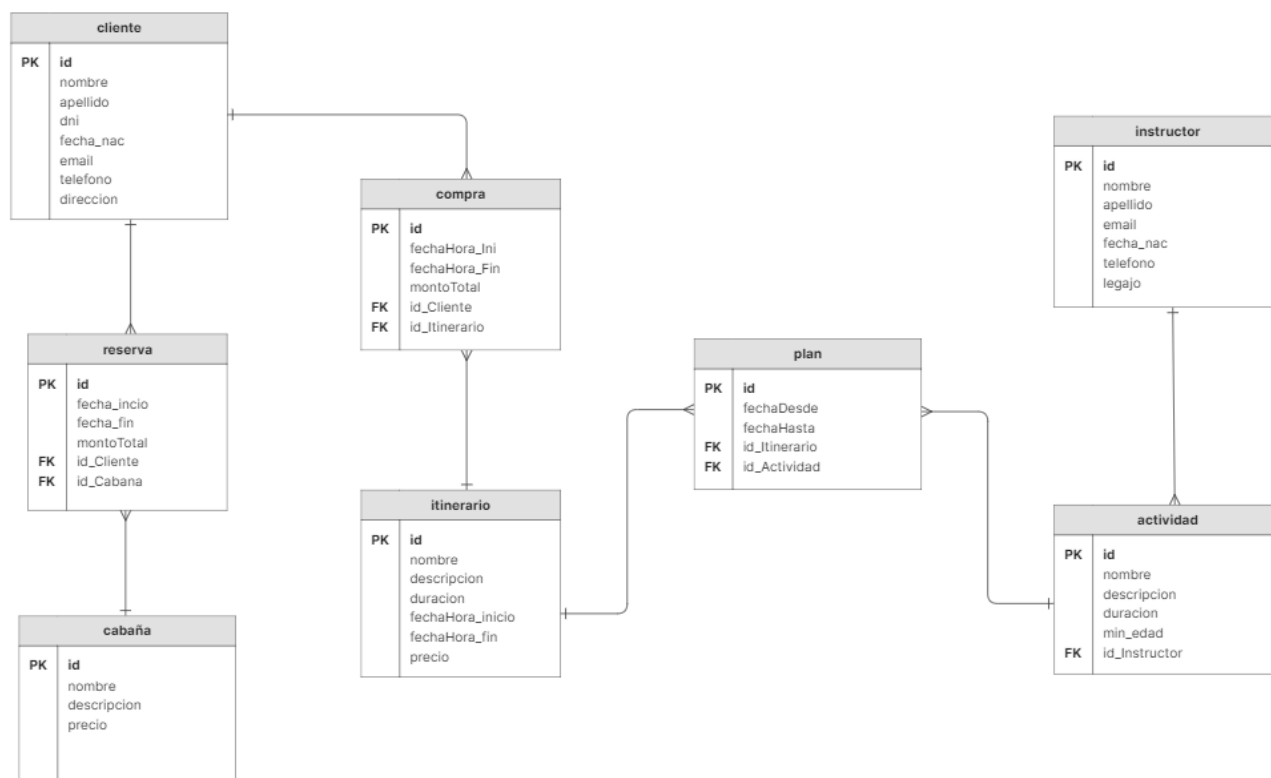 cliente
PK id
nombre
apellido
dni
fecha_nac
email
telefono
direccion
compra
PK id
fechaHora_Ini
fechaHora_Fin
montoTotal
FK id_Cliente
FK id_Itinerario
instructor
PK id
nombre
apellido
email
fecha_nac
telefono
legajo
reserva
PK id
fecha_incio
fecha_fin
montoTotal
FK id_Cliente
FK id_Cabana
plan
PK id
fechaDesde
fechaHasta
FK id_Itinerario
FK id_Actividad
itinerario
PK id
nombre
descripcion
duracion
fechaHora_inicio
fechaHora_fin
precio
actividad
PK id
nombre
descripcion
duracion
min_edad
FK id_Instructor
cabaña
PK id
nombre
descripcion
precio